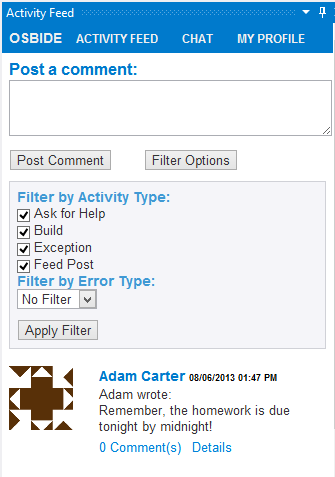 Activity Feed
OSBIDE ACTIVITY FEED CHAT MY PROFILE
Post a comment:
Post Comment Filter Options
Filter by Activity Type:
Ask for Help
Build
Exception
Feed Post
Filter by Error Type:
No Filter
Apply Filter
Adam Carter 08/06/2013 01:47 PM
Adam wrote:
Remember, the homework is due
tonight by midnight!
0 Comment(s) Details